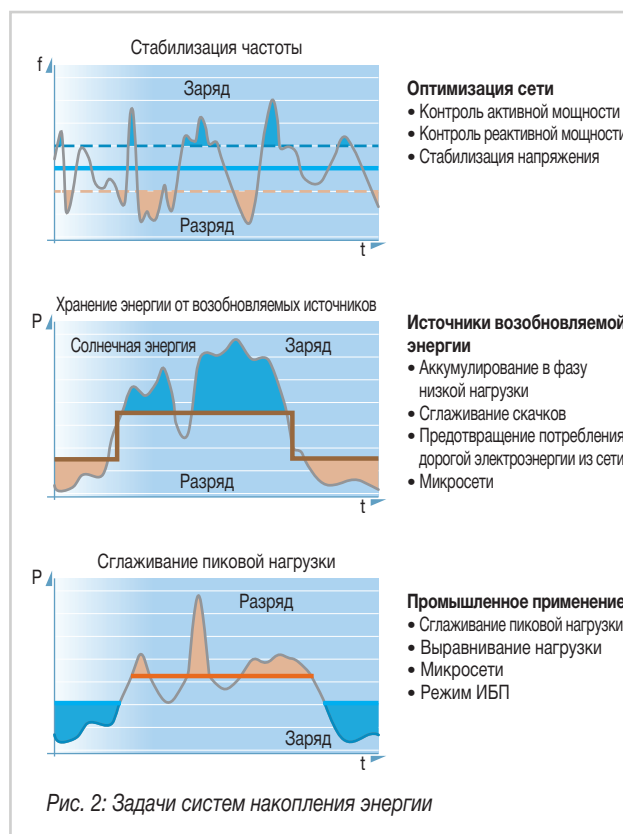 Стабилизация частоты
f
Заряд
Разряд
t
Оптимизация сети
• Контроль активной мощности
• Контроль реактивной мощности
• Стабилизация напряжения
Хранение энергии от возобновляемых источников
P
Солнечная энергия
Заряд
Разряд
t
Источники возобновляемой
энергии
• Аккумулирование в фазу
низкой нагрузки
• Сглаживание скачков
• Предотвращение потребления
дорогой электроэнергии из сети
• Микросети
Сглаживание пиковой нагрузки
P
Разряд
Заряд
t
Промышленное применение
• Сглаживание пиковой нагрузки
• Выравнивание нагрузки
• Микросети
• Режим ИБП
Рис. 2: Задачи систем накопления энергии